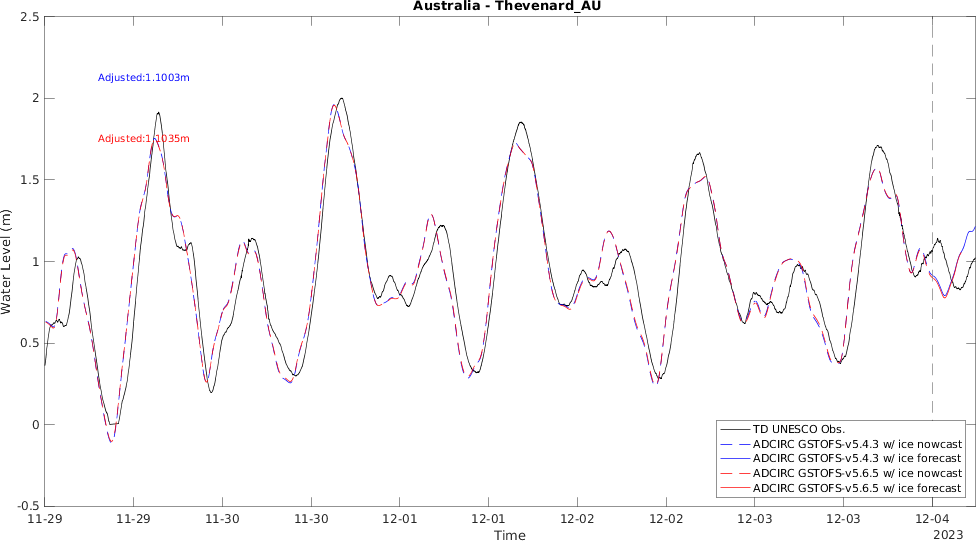 Australia - Thevenard_AU
2.5
2
1.5
1
0.5
0
-0.5
Water Level (m)
Adjusted:1.1003m
Adjusted:1.1035m
TD UNESCO Obs.
ADCIRC GSTOFS-v5.4.3 w/ ice nowcast
ADCIRC GSTOFS-v5.4.3 w/ ice forecast
ADCIRC GSTOFS-v5.6.5 w/ ice nowcast
ADCIRC GSTOFS-v5.6.5 w/ ice forecast
11-29 11-29 11-30 11-30 12-01 12-01 12-02 12-02 12-03 12-03 12-04
2023
Time